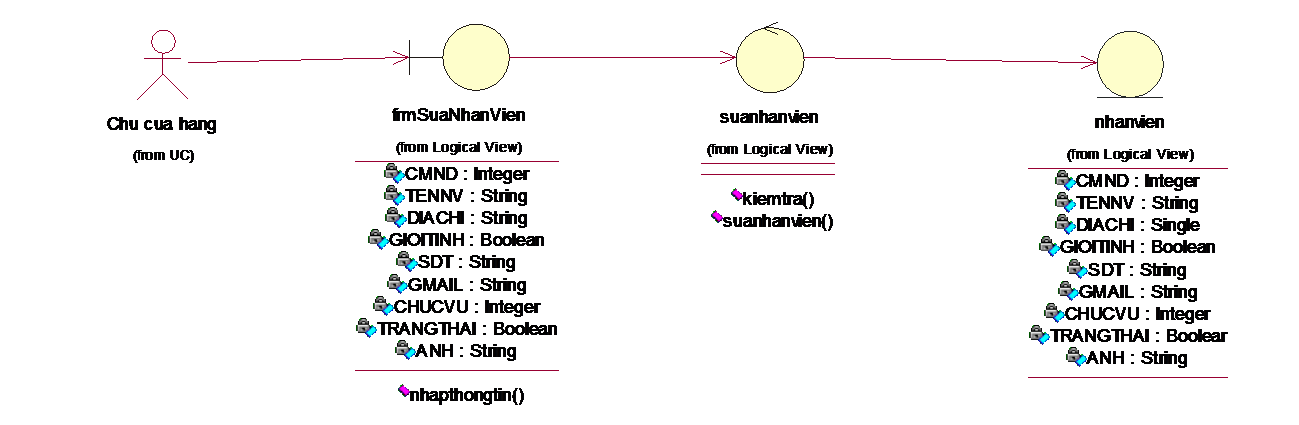 Chu cua hang
(from UC)
frmSuaNhanVien
(from Logical View)
CMND : Integer
TENNV : String
DIACHI : String
GIOITINH : Boolean
SDT : String
GMAIL : String
CHUCVU : Integer
TRANGTHAI : Boolean
ANH : String
nhapthongtin()
suanhanvien
(from Logical View)
kiemtra()
suanhanvien()
nhanvien
(from Logical View)
CMND : Integer
TENNV : String
DIACHI : Single
GIOITINH : Boolean
SDT : String
GMAIL : String
CHUCVU : Integer
TRANGTHAI : Boolear
ANH : String